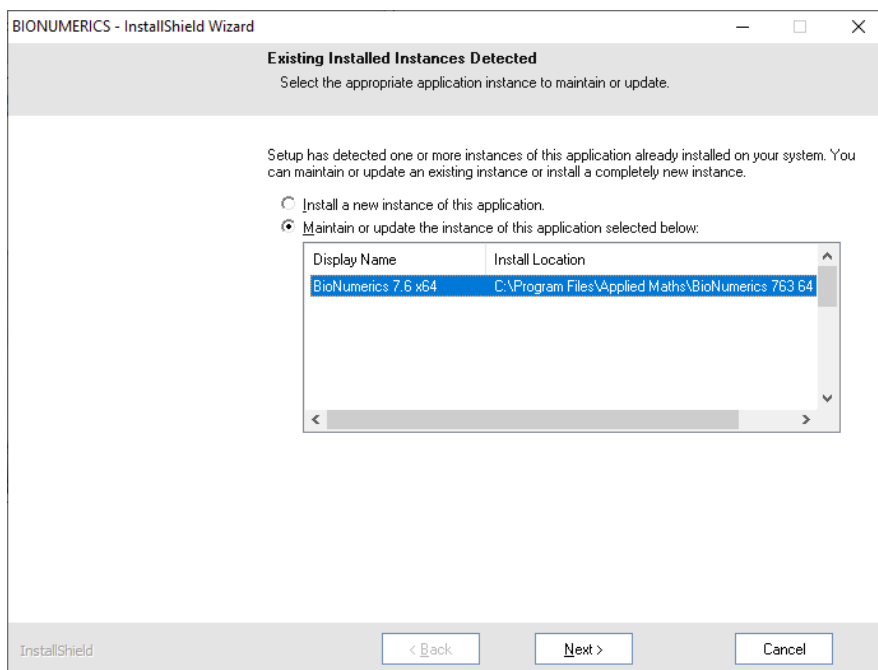 BIONUMERICS - InstallShield Wizard
Existing Installed Instances Detected
Select the appropriate application instance to maintain or update.
Setup has detected one or more instances of this application already installed on your system. You
can maintain or update an existing instance or install a completely new instance.
Install a new instance of this application.
Maintain or update the instance of this application selected below:
Display Name Install Location
BioNumerics 7.6 x64 C:\Program Files\Applied Maths\BioNumerics 763 64
InstallShield < Back Next > Cancel